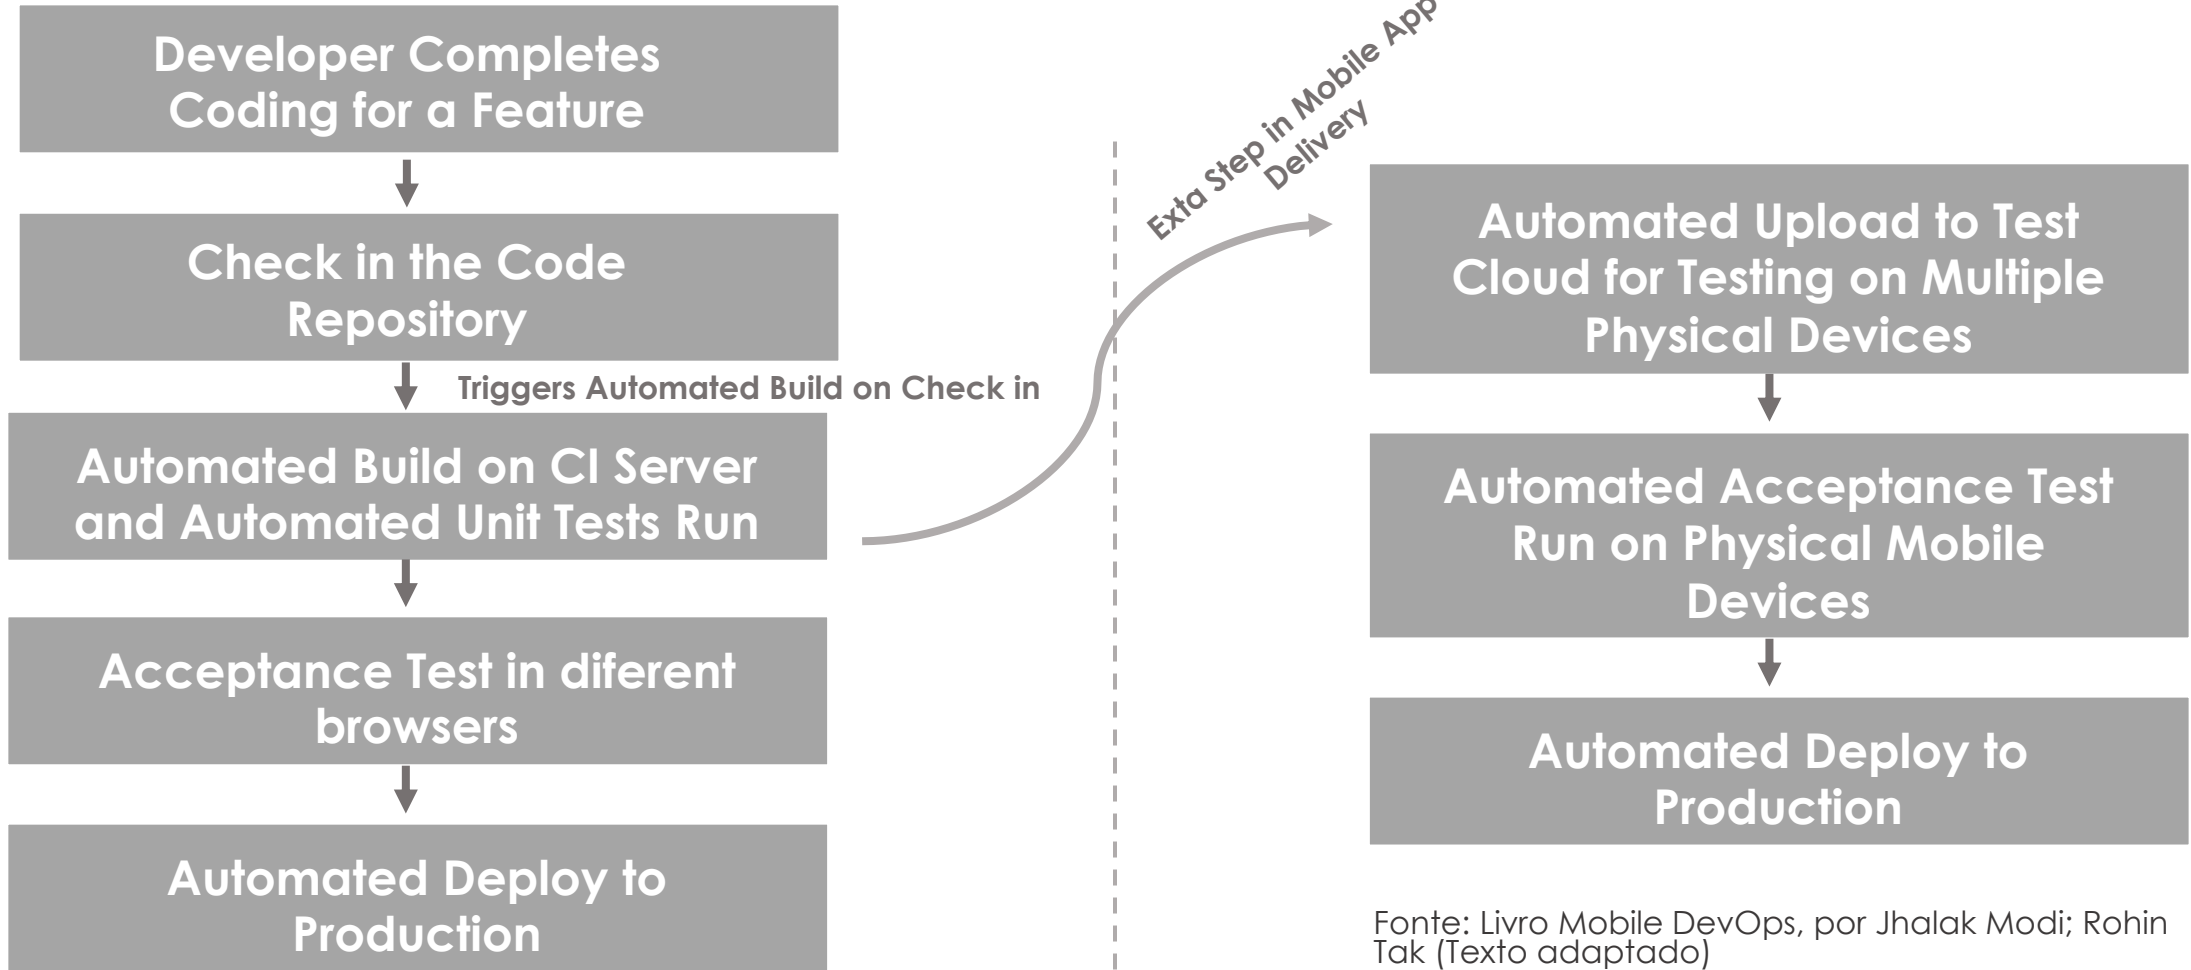 Developer Completes
Coding for a Feature
Check in the Code
Repository
Triggers Automated Build on Check in
Automated Build on CI Server
and Automated Unit Tests Run
Acceptance Test in diferent
browsers
Automated Deploy to
Production
Exta Step in Mobile App
Delivery
Automated Upload to Test
Cloud for Testing on Multiple
Physical Devices
Automated Acceptance Test
Run on Physical Mobile
Devices
Automated Deploy to
Production
Fonte: Livro Mobile DevOps, por Jhalak Modi; Rohin
Tak (Texto adaptado)